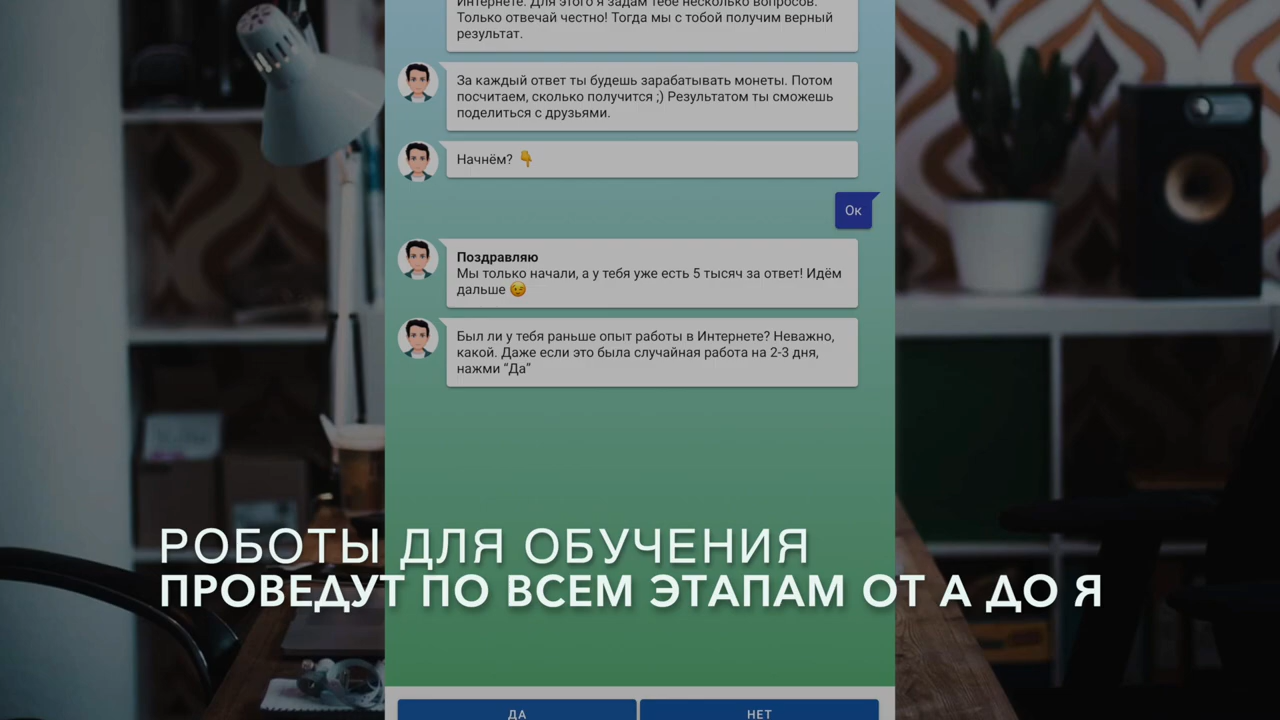 Интернете. Для этого я задам тебе несколько вопросов.
Только отвечай честно! Тогда мы с тобой получим верный
результат.
За каждый ответ ты будешь зарабатывать монеты. Потом
посчитаем, сколько получится ;) Результатом ты сможешь
поделиться с друзьями.
Начнём? 👇
Ок
Поздравляю
Мы только начали, а у тебя уже есть 5 тысяч за ответ! Идём
дальше 😉
Был ли у тебя раньше опыт работы в Интернете? Неважно,
какой. Даже если это была случайная работа на 2-3 дня,
нажми “Да”
РОБОТЫ ДЛЯ ОБУЧЕНИЯ
ПРОВЕДУТ ПО ВСЕМ ЭТАПАМ ОТ А ДО Я
ДА
НЕТ